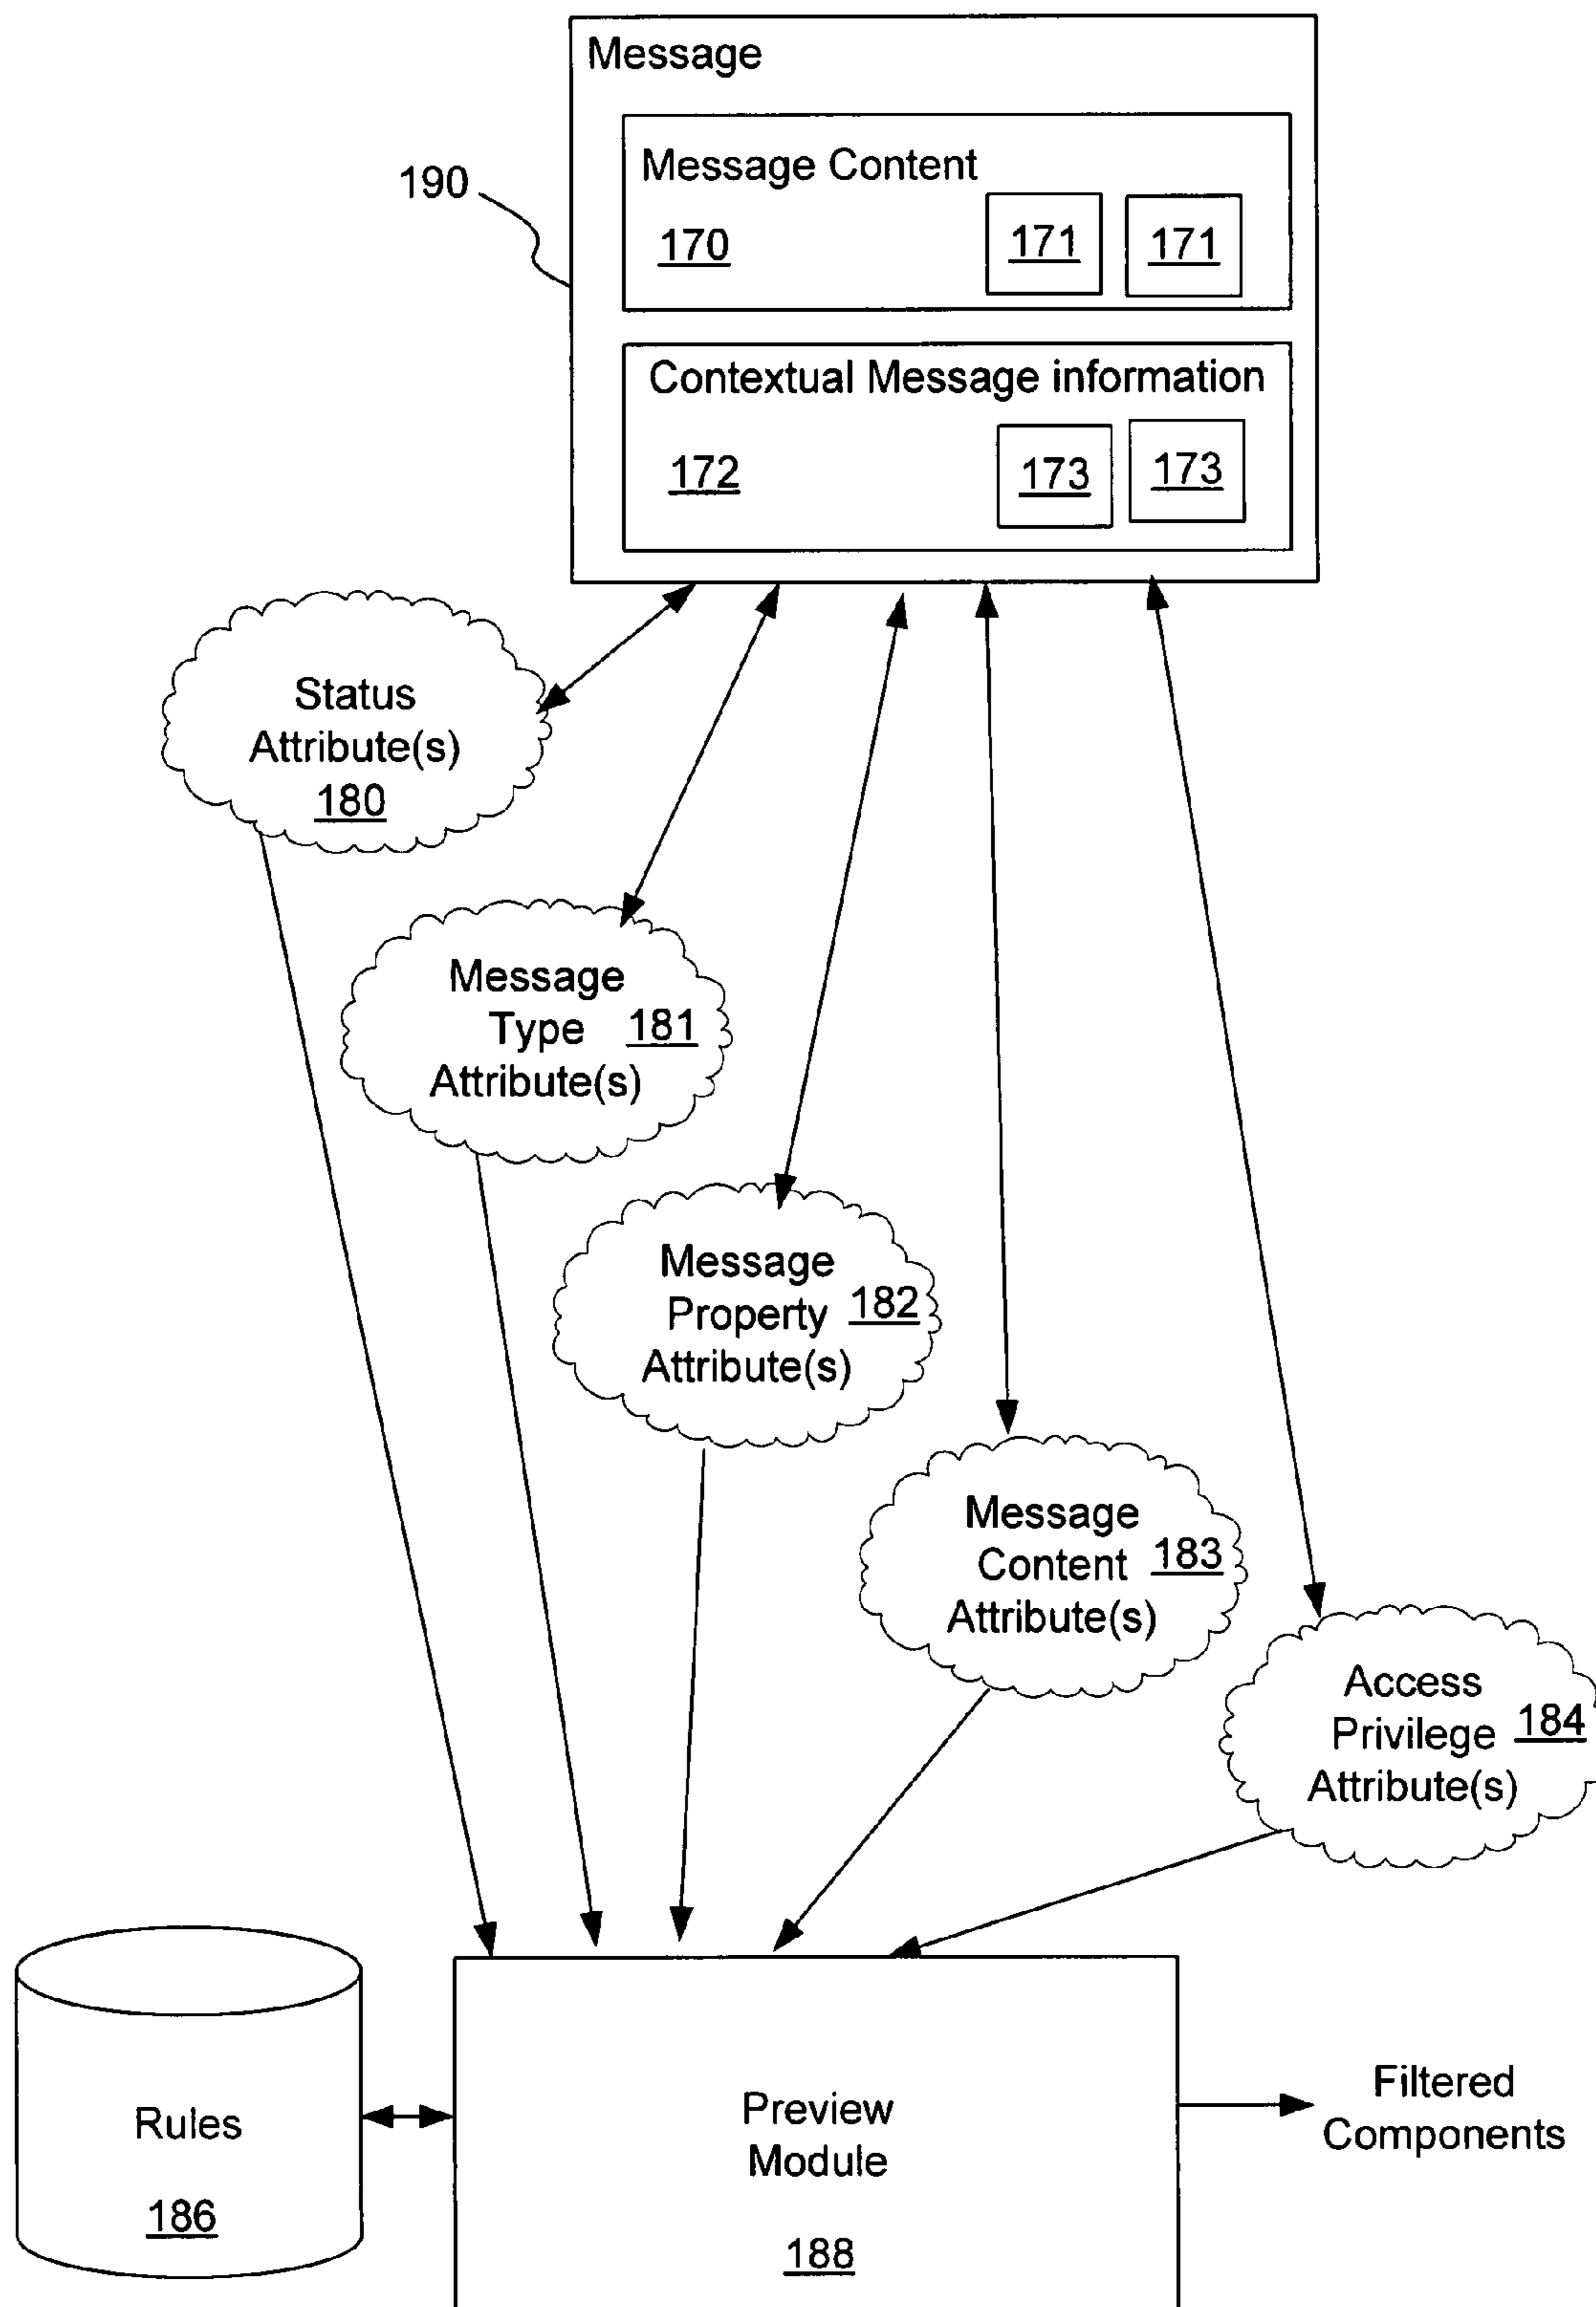 Message
Message Content
190
170
171
171
Contextual Message information
172
173
173
Status
Attribute(s)
180
Message
Type 181
Attribute(s)
Message
Property 182
Attribute(s)
Message
Content 183
Attribute(s)
Access
Privilege 184
Attribute(s)
Rules
186
Preview
Module
188
Filtered
Components